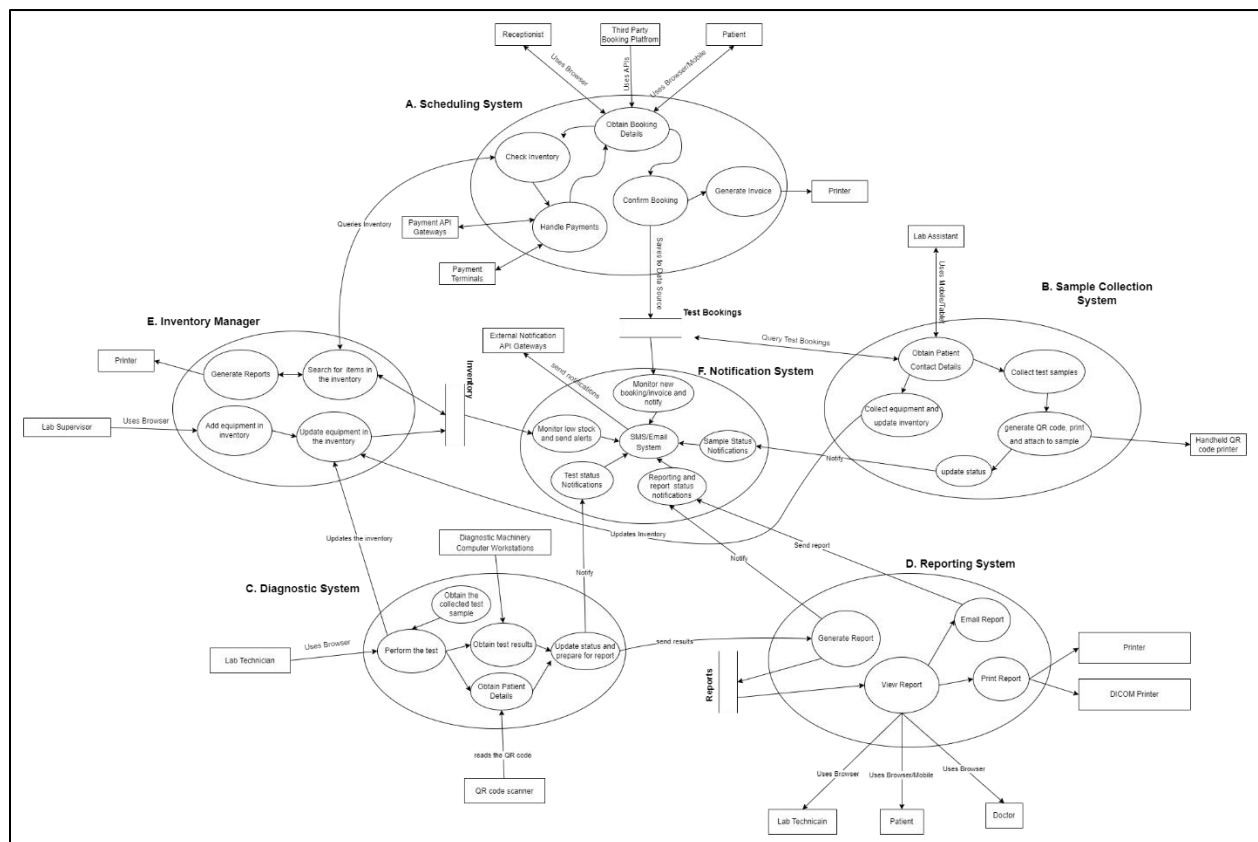 Receptionist
Third Party
Booking Platfrom
Patient
Uses Browser
Uses APIs
Uses Browser/Mobile
A. Scheduling System
Obtain Booking
Details
Check Inventory
Confirm Booking
Generate Invoice
Printer
Handle Payments
Payment API
Gateways
Payment
Terminals
Queries Inventory
Saves to Data Source
Lab Assistant
Uses Mobile/Tablet
B. Sample Collection
System
Test Bookings
Query Test Bookings
Obtain Patient
Contact Details
Collect test samples
Collect equipment and
update inventory
generate QR code, print
and attach to sample
Handheld QR
code printer
update status
Notify
E. Inventory Manager
Printer
Generate Reports
Search for items in
the inventory
Lab Supervisor
Uses Browser
Add equipment in
inventory
Update equipment in
the inventory
Inventory
External Notification
API Gateways
send notifications
F. Notification System
Monitor new
booking/invoice and
notify
Monitor low stock
and send alerts
SMS/Email
System
Sample Status
Notifications
Test status
Notifications
Reporting and
report status
notifications
Updates Inventory
Updates the inventory
Diagnostic Machinery
Computer Workstations
Notify
Notify
Send report
C. Diagnostic System
Obtain the
collected test
sample
Lab Technician
Uses Browser
Perform the test
Obtain test results
Update status and
prepare for report
Obtain Patient
Details
send results
reads the QR code
QR code scanner
D. Reporting System
Generate Report
Email Report
Reports
View Report
Print Report
Printer
DICOM Printer
Uses Browser
Uses Browser/Mobile
Uses Browser
Lab Technicain
Patient
Doctor